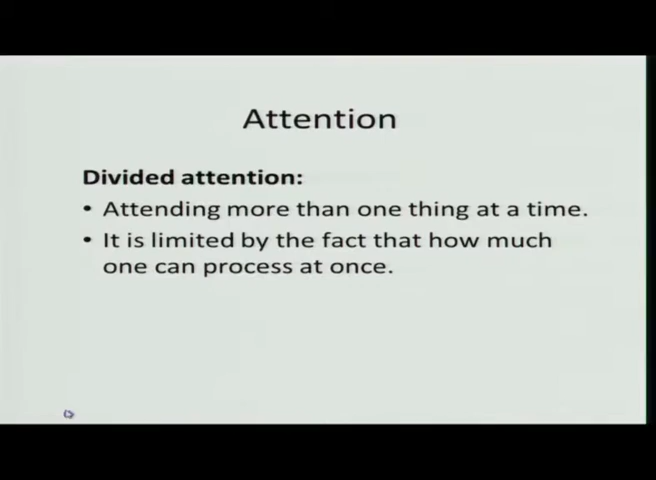 Attention
Divided attention:
• Attending more than one thing at a time.
• It is limited by the fact that how much
one can process at once.